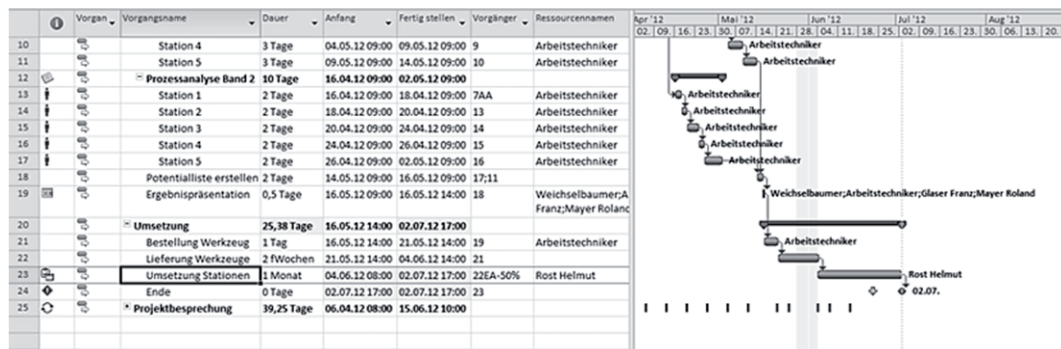 Vorgan Vorgangsname Dauer Anfang Fertig stellen Vorgänger Ressourcennamen
10 Station 4 3 Tage 04.05.12 09:00 09.05.12 09:00 9 Arbeitstechniker
11 Station 5 3 Tage 09.05.12 09:00 14.05.12 09:00 10 Arbeitstechniker
12 Prozessanalyse Band 2 10 Tage 16.04.12 09:00 02.05.12 09:00
13 Station 1 2 Tage 16.04.12 09:00 18.04.12 09:00 7AA Arbeitstechniker
14 Station 2 2 Tage 18.04.12 09:00 20.04.12 09:00 13 Arbeitstechniker
15 Station 3 2 Tage 20.04.12 09:00 24.04.12 09:00 14 Arbeitstechniker
16 Station 4 2 Tage 24.04.12 09:00 26.04.12 09:00 15 Arbeitstechniker
17 Station 5 2 Tage 26.04.12 09:00 02.05.12 09:00 16 Arbeitstechniker
18 Potentialliste erstellen 2 Tage 14.05.12 09:00 16.05.12 09:00 17;11
19 Ergebnispräsentation 0,5 Tage 16.05.12 09:00 16.05.12 14:00 18 Weichselbaumer;A
Franz;Mayer Roland
20 Umsetzung 25,38 Tage 16.05.12 14:00 02.07.12 17:00
21 Bestellung Werkzeug 1 Tag 16.05.12 14:00 21.05.12 14:00 19 Arbeitstechniker
22 Lieferung Werkzeuge 2 fWochen 21.05.12 14:00 04.06.12 14:00 21
23 Umsetzung Stationen 1 Monat 04.06.12 08:00 02.07.12 17:00 22EA-50% Rost Helmut
24 Ende 0 Tage 02.07.12 17:00 02.07.12 17:00 23
25 Projektbesprechung 39,25 Tage 06.04.12 08:00 15.06.12 10:00
Apr '12 Mai '12 Jun '12 Jul '12 Aug '12
02. 09. 16. 23. 30. 07. 14. 21. 28. 04. 11. 18. 25. 02. 09. 16. 23. 30. 06. 13. 20.
Arbeitstechniker
Arbeitstechniker
Arbeitstechniker
Arbeitstechniker
Arbeitstechniker
Arbeitstechniker
Arbeitstechniker
Weichselbaumer;Arbeitstechniker;Glaser Franz;Mayer Roland
Arbeitstechniker
Rost Helmut
02.07.